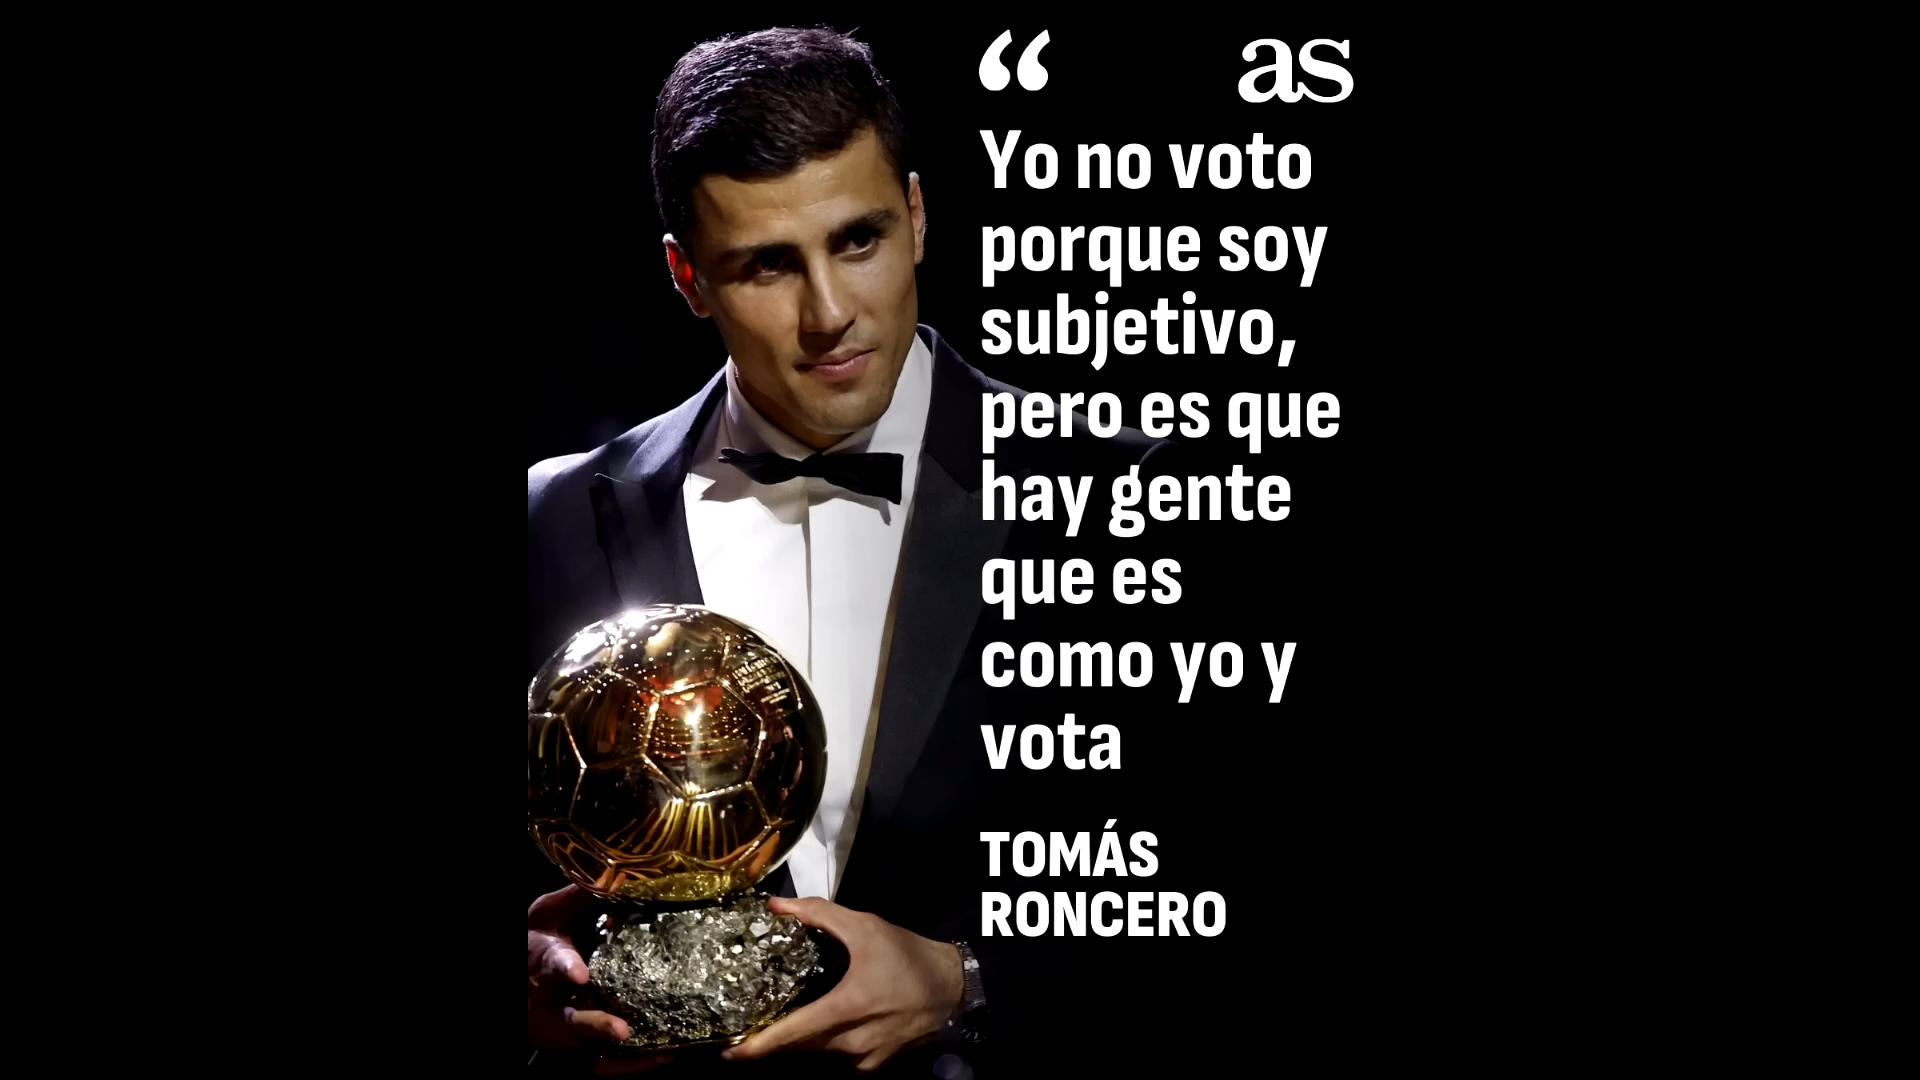 “
as
Yo no voto
porque soy
subjetivo,
pero es que
hay gente
que es
como yo y
vota
TOMÁS
RONCERO